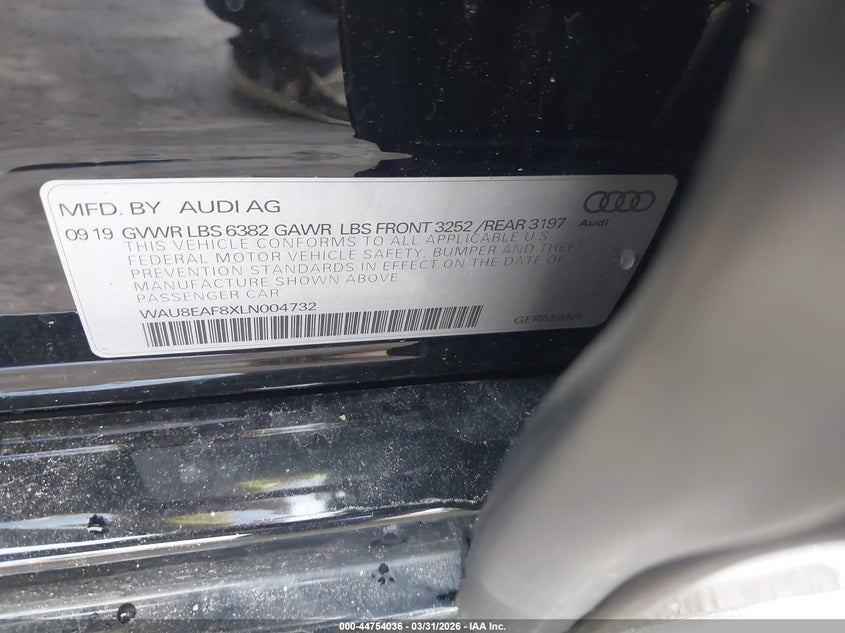 MFD. BY AUDI AG
09 19 GVWR LBS 6382 GAWR LBS FRONT 3252 /REAR 3197
Audi
THIS VEHICLE CONFORMS TO ALL APPLICABLE U S
FEDERAL MOTOR VEHICLE SAFETY, BUMPER AND THEFT
PREVENTION STANDARDS IN EFFECT ON THE DATE OF
MANUFACTURE SHOWN ABOVE
PASSENGER CAR
WAU8EAF8XLN004732
GERMANY
000-44754036 - 03/31/2026 - © IAA Inc.